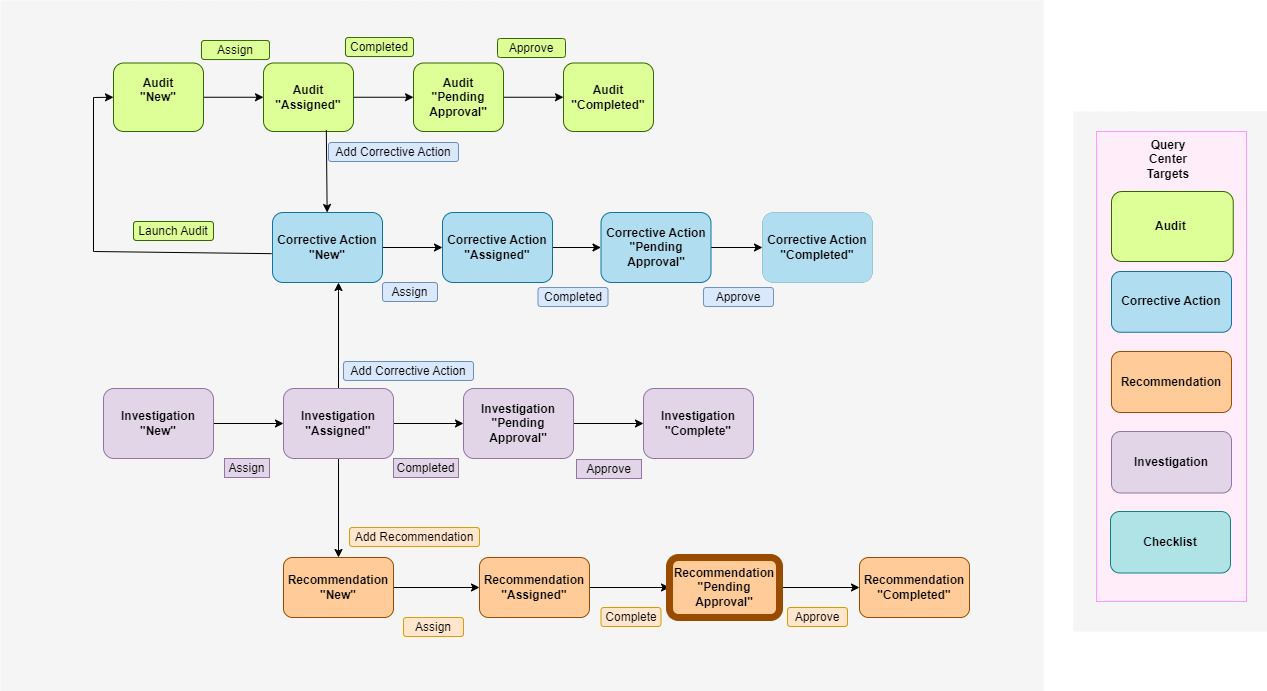 Assign
Completed
Approve
Audit
"New"
Audit
"Assigned"
Audit
"Pending
Approval"
Audit
"Completed"
Add Corrective Action
Launch Audit
Corrective Action
"New"
Corrective Action
"Assigned"
Corrective Action
"Pending
Approval"
Corrective Action
"Completed"
Assign
Completed
Approve
Add Corrective Action
Investigation
"New"
Investigation
"Assigned"
Investigation
"Pending
Approval"
Investigation
"Complete"
Assign
Completed
Approve
Add Recommendation
Recommendation
"New"
Recommendation
"Assigned"
Recommendation
"Pending
Approval"
Recommendation
"Completed"
Assign
Complete
Approve
Query
Center
Targets
Audit
Corrective Action
Recommendation
Investigation
Checklist